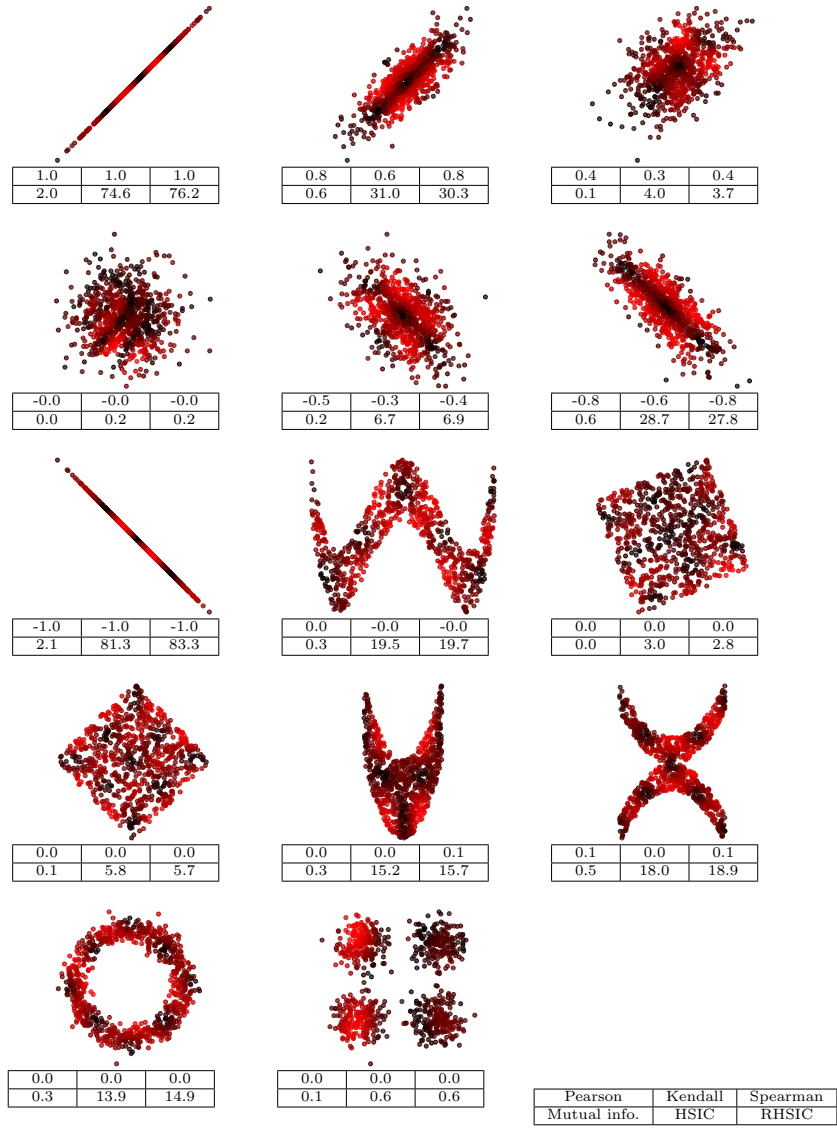 1.0 1.0 1.0
2.0 74.6 76.2
0.8 0.6 0.8
0.6 31.0 30.3
0.4 0.3 0.4
0.1 4.0 3.7
-0.0 -0.0 -0.0
0.0 0.2 0.2
-0.5 -0.3 -0.4
0.2 6.7 6.9
-0.8 -0.6 -0.8
0.6 28.7 27.8
-1.0 -1.0 -1.0
2.1 81.3 83.3
0.0 -0.0 -0.0
0.3 19.5 19.7
0.0 0.0 0.0
0.0 3.0 2.8
0.0 0.0 0.0
0.1 5.8 5.7
0.0 0.0 0.1
0.3 15.2 15.7
0.1 0.0 0.1
0.5 18.0 18.9
0.0 0.0 0.0
0.3 13.9 14.9
0.0 0.0 0.0
0.1 0.6 0.6
Pearson Kendall Spearman
Mutual info. HSIC RHSIC